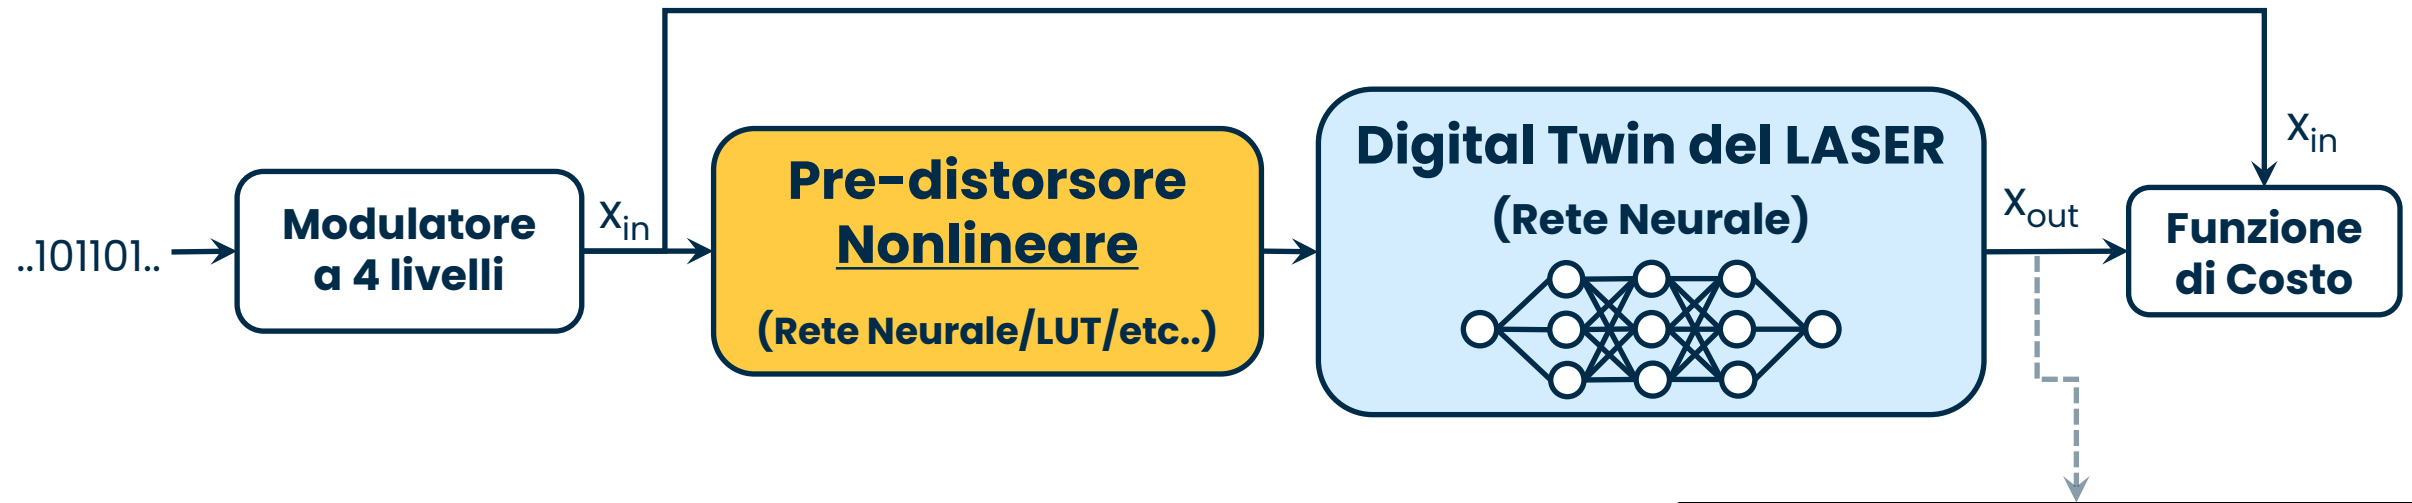 ..101101..
Modulatore
a 4 livelli
xin
Pre-distorsore
Nonlineare
(Rete Neurale/LUT/etc..)
Digital Twin del LASER
(Rete Neurale)
xout
xin
Funzione
di Costo